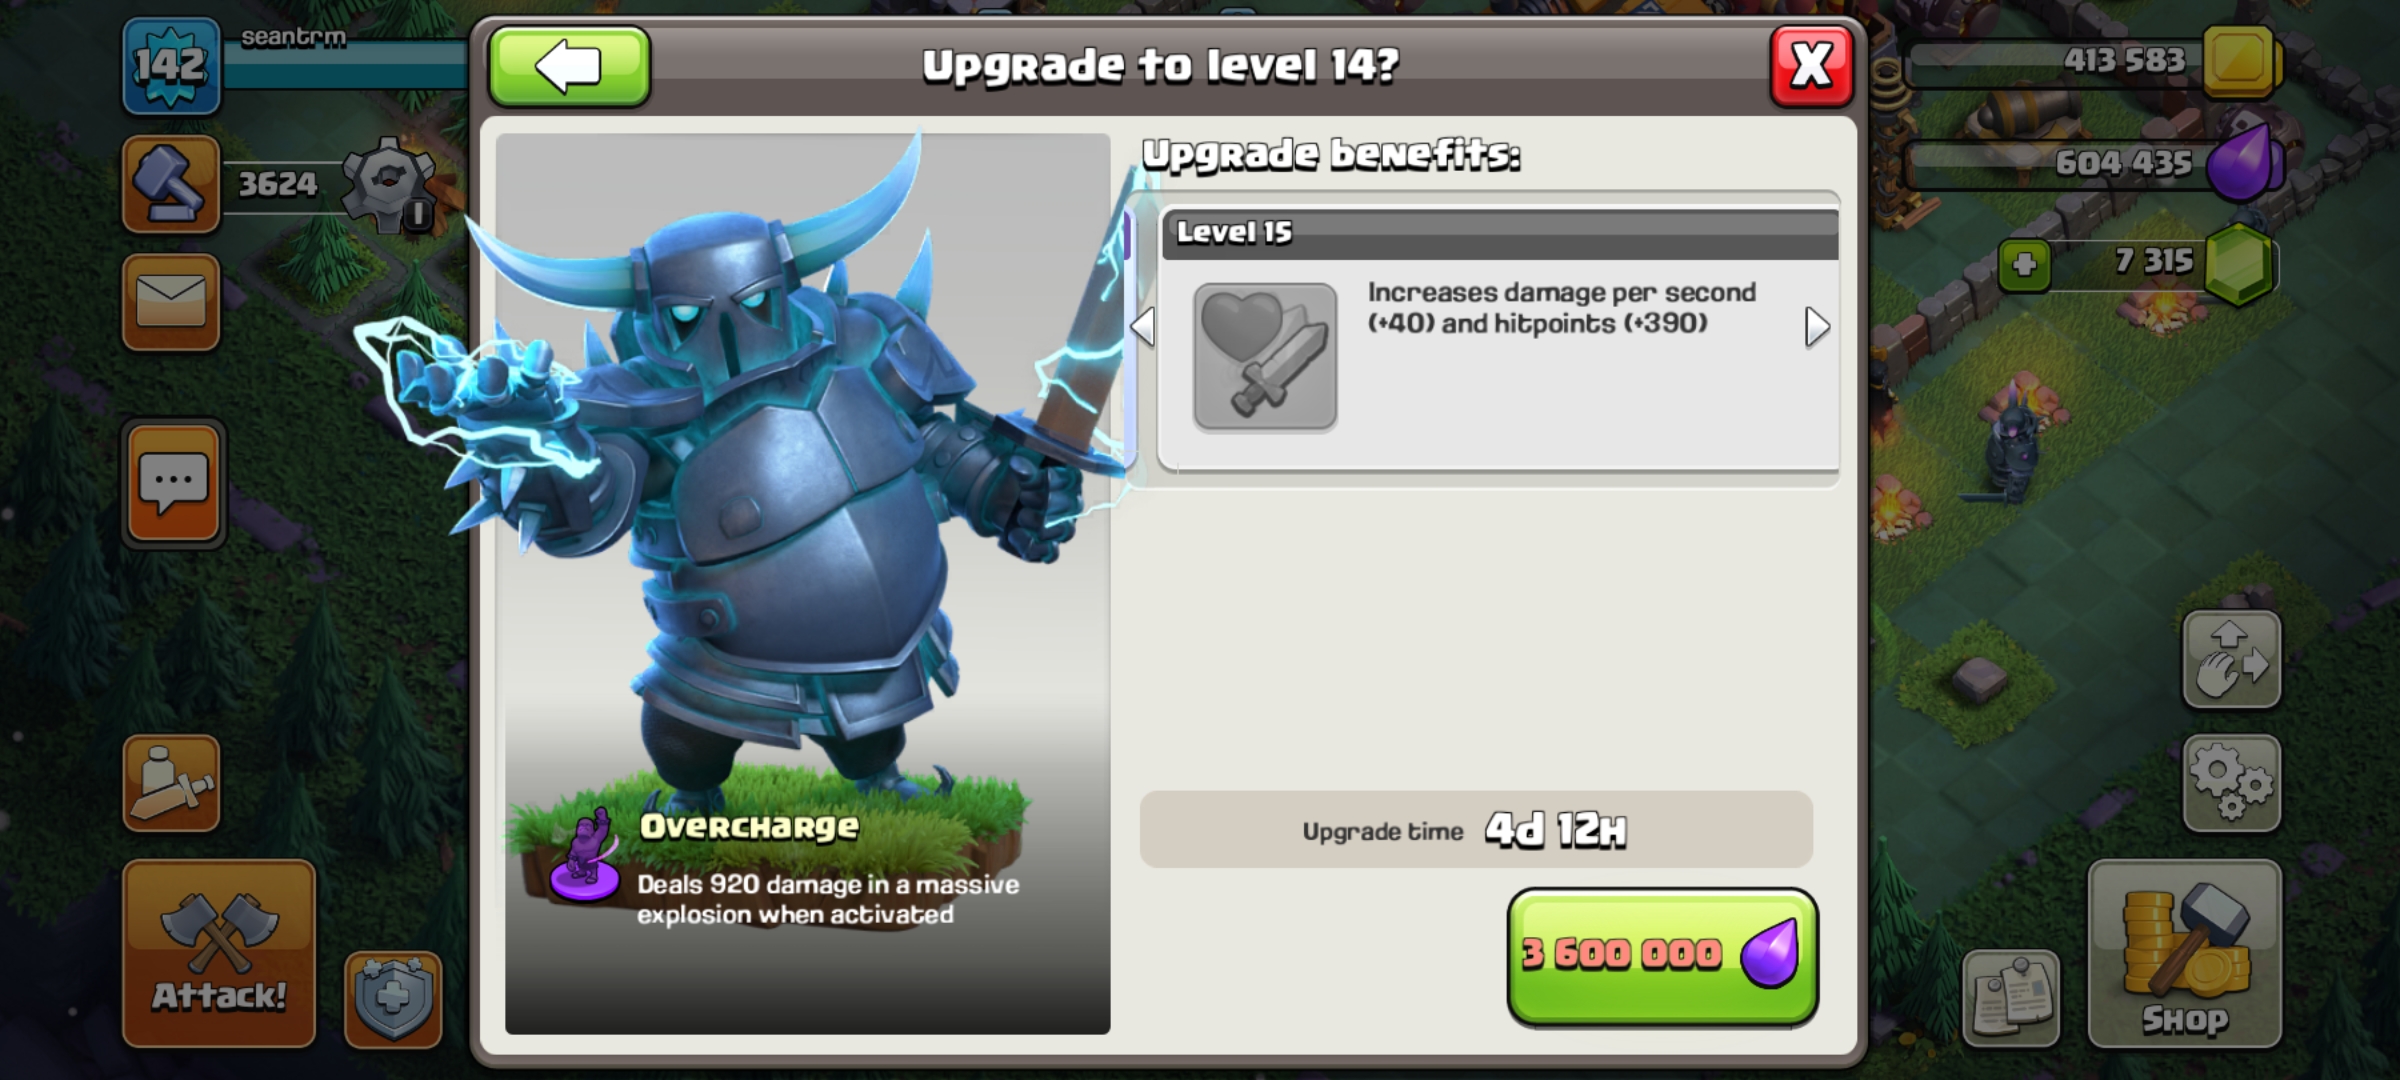 142
seantrm
3624
Attack!
Upgrade to level 14?
X
Overcharge
Deals 920 damage in a massive
explosion when activated
Upgrade benefits:
Level 15
Increases damage per second
(+40) and hitpoints (+390)
Upgrade time 4d 12H
3 600 000
413 583
604 435
7 315
Shop